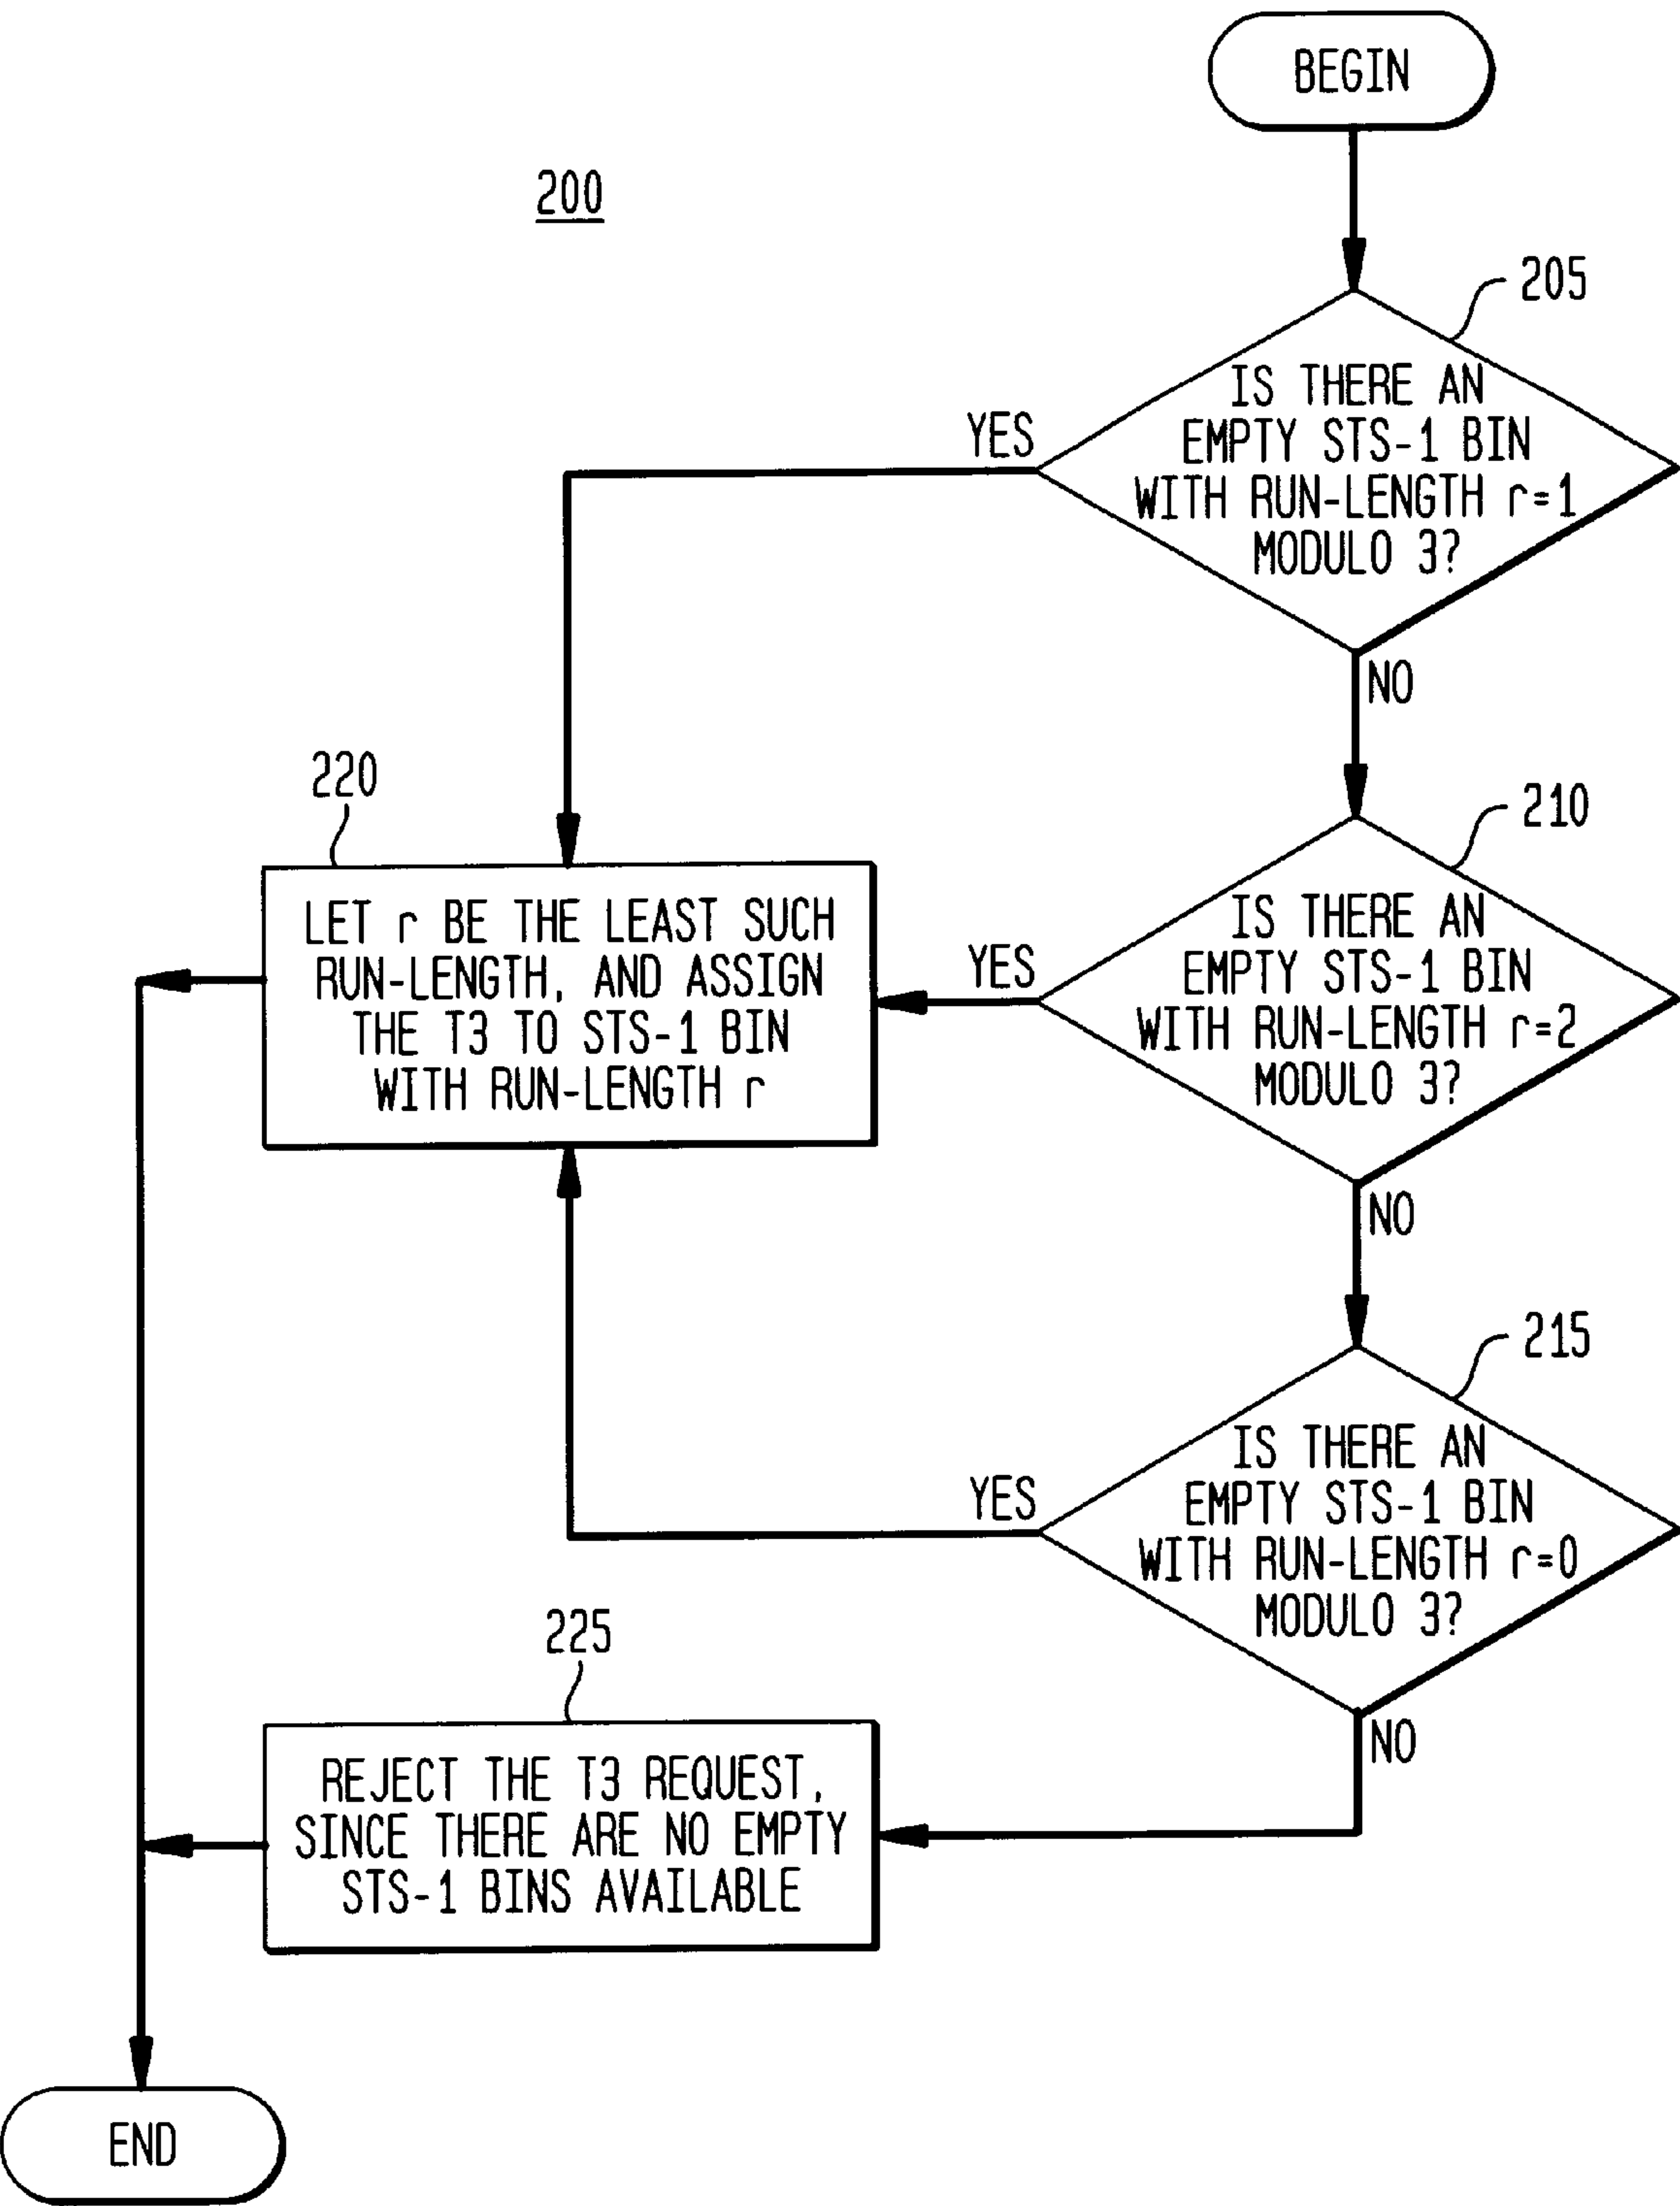 BEGIN
200
205
IS THERE AN
EMPTY STS-1 BIN
WITH RUN-LENGTH r=1
MODULO 3?
YES
NO
220
LET r BE THE LEAST SUCH
RUN-LENGTH, AND ASSIGN
THE T3 TO STS-1 BIN
WITH RUN-LENGTH r
210
IS THERE AN
EMPTY STS-1 BIN
WITH RUN-LENGTH r=2
MODULO 3?
YES
NO
215
IS THERE AN
EMPTY STS-1 BIN
WITH RUN-LENGTH r=0
MODULO 3?
YES
NO
225
REJECT THE T3 REQUEST,
SINCE THERE ARE NO EMPTY
STS-1 BINS AVAILABLE
END